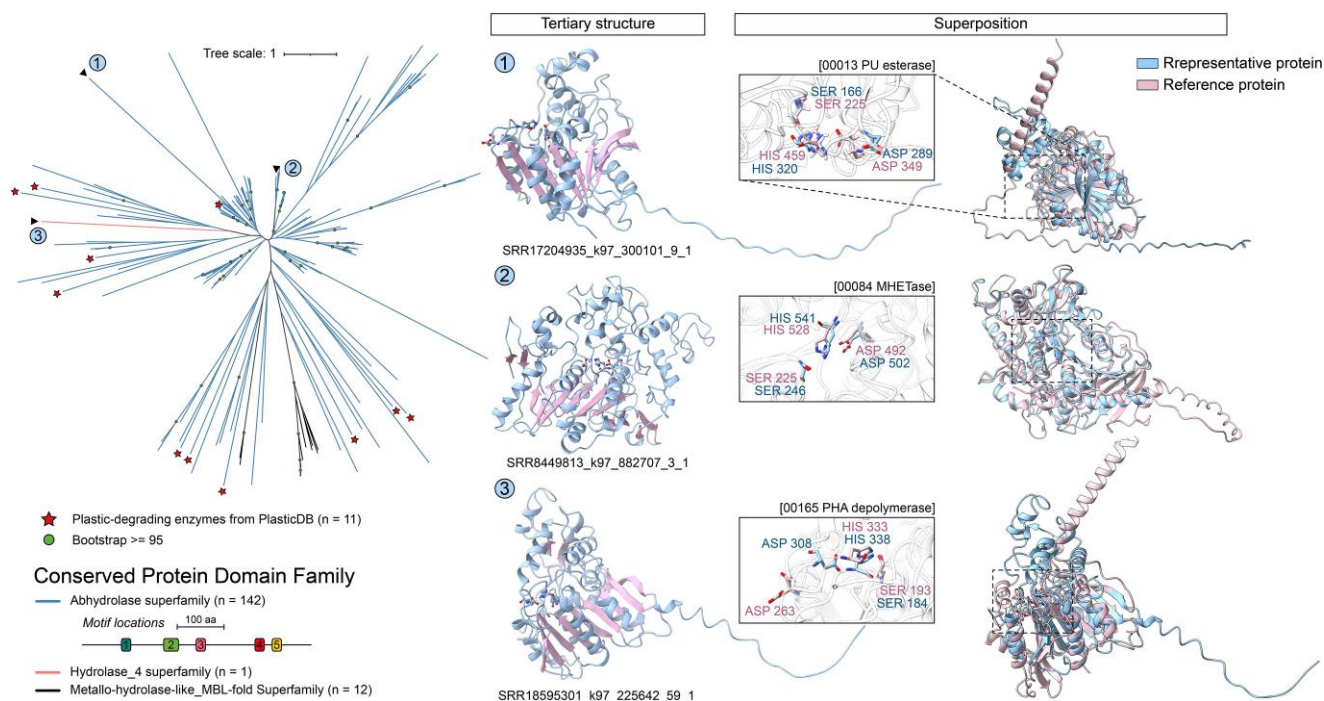 Tertiary structure
Superposition
Tree scale: 1
1
2
3
Plastic-degrading enzymes from PlasticDB (n = 11)
Bootstrap >= 95
Conserved Protein Domain Family
Abhydrolase superfamily (n = 142)
Motif locations
100 aa
1 2 3 4 5
Hydrolase_4 superfamily (n = 1)
Metallo-hydrolase-like_MBL-fold Superfamily (n = 12)
1
SRR17204935_k97_300101_9_1
[00013 PU esterase]
SER 166
SER 225
HIS 459
HIS 320
ASP 289
ASP 349
Rrepresentative protein
Reference protein
2
SRR8449813_k97_882707_3_1
[00084 MHETase]
HIS 541
HIS 528
ASP 492
ASP 502
SER 225
SER 246
3
SRR18595301_k97_225642_59_1
[00165 PHA depolymerase]
HIS 333
HIS 338
ASP 308
SER 193
SER 184
ASP 263